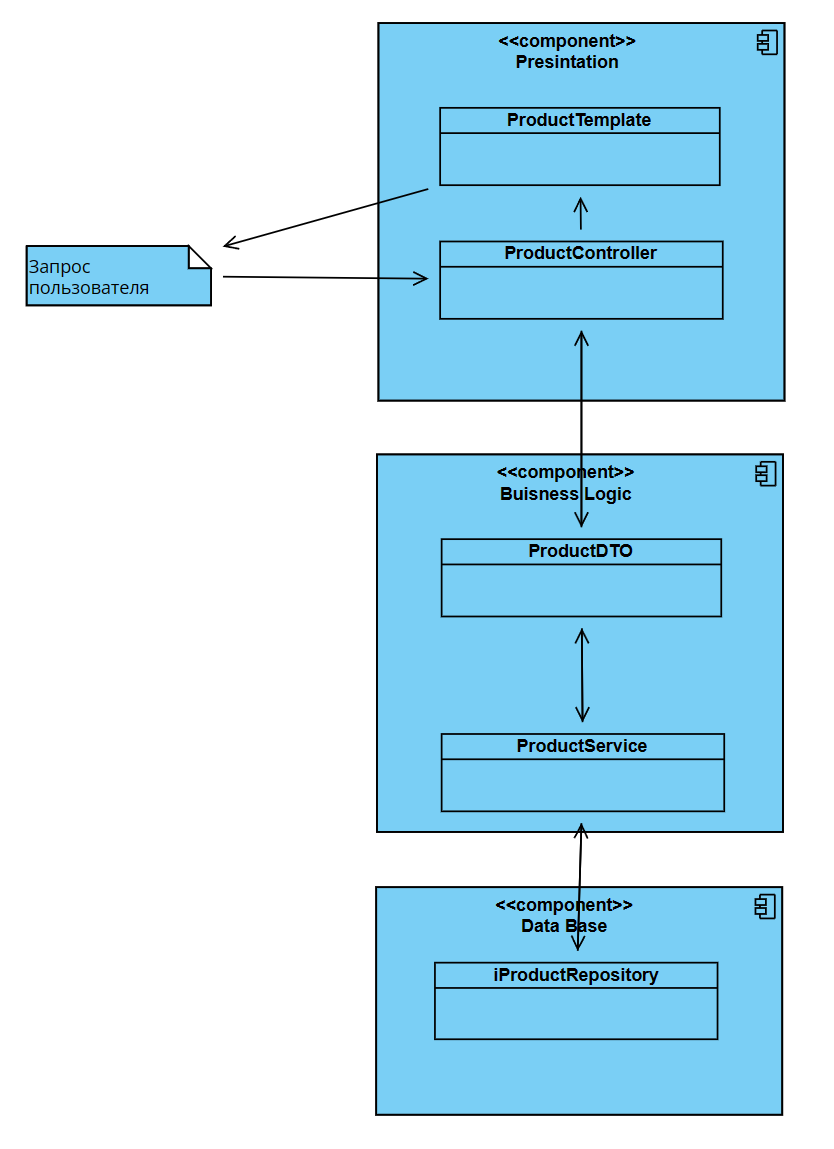 <<component>>
Presintation
ProductTemplate
ProductController
Запрос
пользователя
<<component>>
Buisness Logic
ProductDTO
ProductService
<<component>>
Data Base
iProductRepository